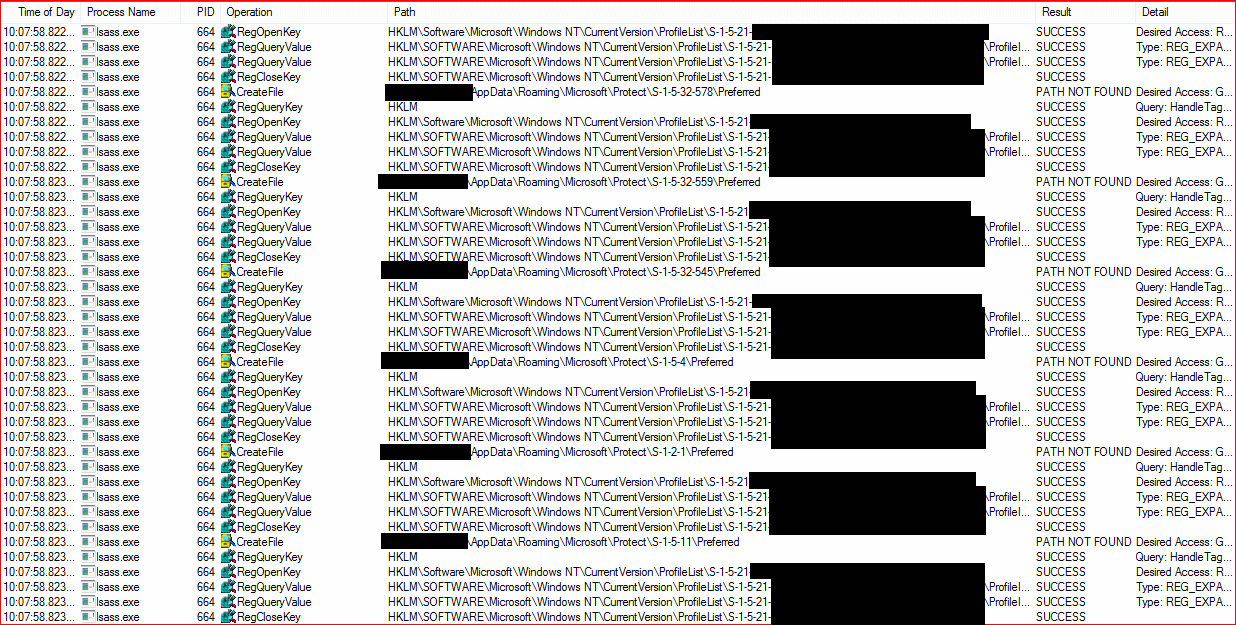 Time of Day Process Name PID Operation Path Result Detail
10:07:58.822... lsass.exe 664 RegOpenKey HKLM\Software\Microsoft\Windows NT\CurrentVersion\ProfileList\S-1-5-21- SUCCESS Desired Access: R...
10:07:58.822... lsass.exe 664 RegQueryValue HKLM\SOFTWARE\Microsoft\Windows NT\CurrentVersion\ProfileList\S-1-5-21- \ProfileI... SUCCESS Type: REG_EXPA...
10:07:58.822... lsass.exe 664 RegQueryValue HKLM\SOFTWARE\Microsoft\Windows NT\CurrentVersion\ProfileList\S-1-5-21- \ProfileI... SUCCESS Type: REG_EXPA...
10:07:58.822... lsass.exe 664 RegCloseKey HKLM\SOFTWARE\Microsoft\Windows NT\CurrentVersion\ProfileList\S-1-5-21- SUCCESS
10:07:58.822... lsass.exe 664 CreateFile AppData\Roaming\Microsoft\Protect\S-1-5-32-578\Preferred PATH NOT FOUND Desired Access: G...
10:07:58.822... lsass.exe 664 RegQueryKey HKLM SUCCESS Query: HandleTag...
10:07:58.822... lsass.exe 664 RegOpenKey HKLM\Software\Microsoft\Windows NT\CurrentVersion\ProfileList\S-1-5-21- SUCCESS Desired Access: R...
10:07:58.822... lsass.exe 664 RegQueryValue HKLM\SOFTWARE\Microsoft\Windows NT\CurrentVersion\ProfileList\S-1-5-21- \ProfileI... SUCCESS Type: REG_EXPA...
10:07:58.822... lsass.exe 664 RegQueryValue HKLM\SOFTWARE\Microsoft\Windows NT\CurrentVersion\ProfileList\S-1-5-21- \ProfileI... SUCCESS Type: REG_EXPA...
10:07:58.822... lsass.exe 664 RegCloseKey HKLM\SOFTWARE\Microsoft\Windows NT\CurrentVersion\ProfileList\S-1-5-21- SUCCESS
10:07:58.823... lsass.exe 664 CreateFile \AppData\Roaming\Microsoft\Protect\S-1-5-32-559\Preferred PATH NOT FOUND Desired Access: G...
10:07:58.823... lsass.exe 664 RegQueryKey HKLM SUCCESS Query: HandleTag...
10:07:58.823... lsass.exe 664 RegOpenKey HKLM\Software\Microsoft\Windows NT\CurrentVersion\ProfileList\S-1-5-21 SUCCESS Desired Access: R...
10:07:58.823... lsass.exe 664 RegQueryValue HKLM\SOFTWARE\Microsoft\Windows NT\CurrentVersion\ProfileList\S-1-5-21- \ProfileI... SUCCESS Type: REG_EXPA...
10:07:58.823... lsass.exe 664 RegQueryValue HKLM\SOFTWARE\Microsoft\Windows NT\CurrentVersion\ProfileList\S-1-5-21- \ProfileI... SUCCESS Type: REG_EXPA...
10:07:58.823... lsass.exe 664 RegCloseKey HKLM\SOFTWARE\Microsoft\Windows NT\CurrentVersion\ProfileList\S-1-5-21- SUCCESS
10:07:58.823... lsass.exe 664 CreateFile \AppData\Roaming\Microsoft\Protect\S-1-5-32-545\Preferred PATH NOT FOUND Desired Access: G...
10:07:58.823... lsass.exe 664 RegQueryKey HKLM SUCCESS Query: HandleTag...
10:07:58.823... lsass.exe 664 RegOpenKey HKLM\Software\Microsoft\Windows NT\CurrentVersion\ProfileList\S-1-5-21- SUCCESS Desired Access: R...
10:07:58.823... lsass.exe 664 RegQueryValue HKLM\SOFTWARE\Microsoft\Windows NT\CurrentVersion\ProfileList\S-1-5-21- \ProfileI... SUCCESS Type: REG_EXPA...
10:07:58.823... lsass.exe 664 RegQueryValue HKLM\SOFTWARE\Microsoft\Windows NT\CurrentVersion\ProfileList\S-1-5-21- \ProfileI... SUCCESS Type: REG_EXPA...
10:07:58.823... lsass.exe 664 RegCloseKey HKLM\SOFTWARE\Microsoft\Windows NT\CurrentVersion\ProfileList\S-1-5-21- SUCCESS
10:07:58.823... lsass.exe 664 CreateFile \AppData\Roaming\Microsoft\Protect\S-1-5-4\Preferred PATH NOT FOUND Desired Access: G...
10:07:58.823... lsass.exe 664 RegQueryKey HKLM SUCCESS Query: HandleTag...
10:07:58.823... lsass.exe 664 RegOpenKey HKLM\Software\Microsoft\Windows NT\CurrentVersion\ProfileList\S-1-5-21- SUCCESS Desired Access: R...
10:07:58.823... lsass.exe 664 RegQueryValue HKLM\SOFTWARE\Microsoft\Windows NT\CurrentVersion\ProfileList\S-1-5-21- \ProfileI... SUCCESS Type: REG_EXPA...
10:07:58.823... lsass.exe 664 RegQueryValue HKLM\SOFTWARE\Microsoft\Windows NT\CurrentVersion\ProfileList\S-1-5-21- \ProfileI... SUCCESS Type: REG_EXPA...
10:07:58.823... lsass.exe 664 RegCloseKey HKLM\SOFTWARE\Microsoft\Windows NT\CurrentVersion\ProfileList\S-1-5-21- SUCCESS
10:07:58.823... lsass.exe 664 CreateFile \AppData\Roaming\Microsoft\Protect\S-1-2-1\Preferred PATH NOT FOUND Desired Access: G...
10:07:58.823... lsass.exe 664 RegQueryKey HKLM SUCCESS Query: HandleTag...
10:07:58.823... lsass.exe 664 RegOpenKey HKLM\Software\Microsoft\Windows NT\CurrentVersion\ProfileList\S-1-5-21 SUCCESS Desired Access: R...
10:07:58.823... lsass.exe 664 RegQueryValue HKLM\SOFTWARE\Microsoft\Windows NT\CurrentVersion\ProfileList\S-1-5-21- \ProfileI... SUCCESS Type: REG_EXPA...
10:07:58.823... lsass.exe 664 RegQueryValue HKLM\SOFTWARE\Microsoft\Windows NT\CurrentVersion\ProfileList\S-1-5-21- \ProfileI... SUCCESS Type: REG_EXPA...
10:07:58.823... lsass.exe 664 RegCloseKey HKLM\SOFTWARE\Microsoft\Windows NT\CurrentVersion\ProfileList\S-1-5-21- SUCCESS
10:07:58.823... lsass.exe 664 CreateFile \AppData\Roaming\Microsoft\Protect\S-1-5-11\Preferred PATH NOT FOUND Desired Access: G...
10:07:58.823... lsass.exe 664 RegQueryKey HKLM SUCCESS Query: HandleTag...
10:07:58.823... lsass.exe 664 RegOpenKey HKLM\Software\Microsoft\Windows NT\CurrentVersion\ProfileList\S-1-5-21- SUCCESS Desired Access: R...
10:07:58.823... lsass.exe 664 RegQueryValue HKLM\SOFTWARE\Microsoft\Windows NT\CurrentVersion\ProfileList\S-1-5-21- \ProfileI... SUCCESS Type: REG_EXPA...
10:07:58.823... lsass.exe 664 RegQueryValue HKLM\SOFTWARE\Microsoft\Windows NT\CurrentVersion\ProfileList\S-1-5-21- \ProfileI... SUCCESS Type: REG_EXPA...
10:07:58.823... lsass.exe 664 RegCloseKey HKLM\SOFTWARE\Microsoft\Windows NT\CurrentVersion\ProfileList\S-1-5-21- SUCCESS